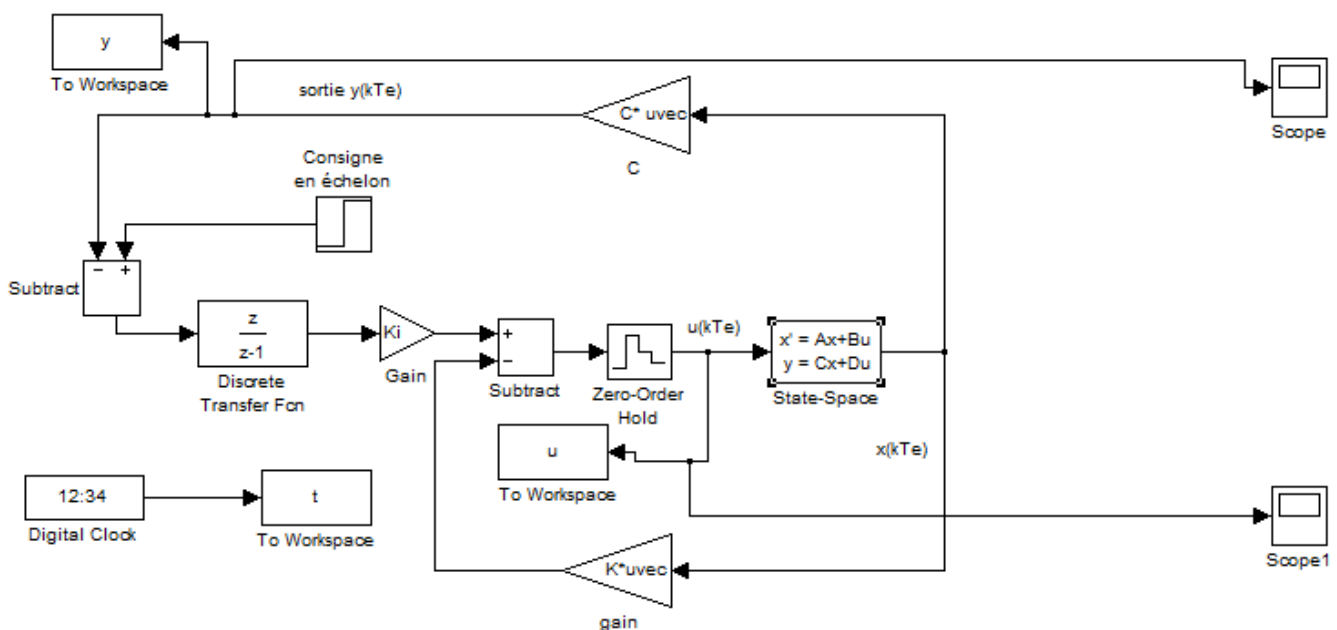 y
To Workspace
sortie y(kTe)
C* uvec
C
Scope
Consigne
en échelon
− +
Subtract
z
z-1
Discrete
Transfer Fcn
Ki
Gain
+
−
Subtract
Zero-Order
Hold
u(kTe)
x' = Ax+Bu
y = Cx+Du
State-Space
u
To Workspace
x(kTe)
12:34
Digital Clock
t
To Workspace
K*uvec
gain
Scope1